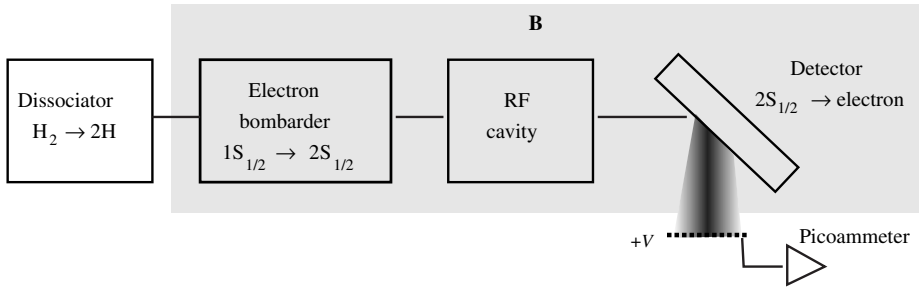 B
Dissociator
H2 → 2H
Electron
bombarder
1S1/2 → 2S1/2
RF
cavity
Detector
2S1/2 → electron
+V
Picoammeter